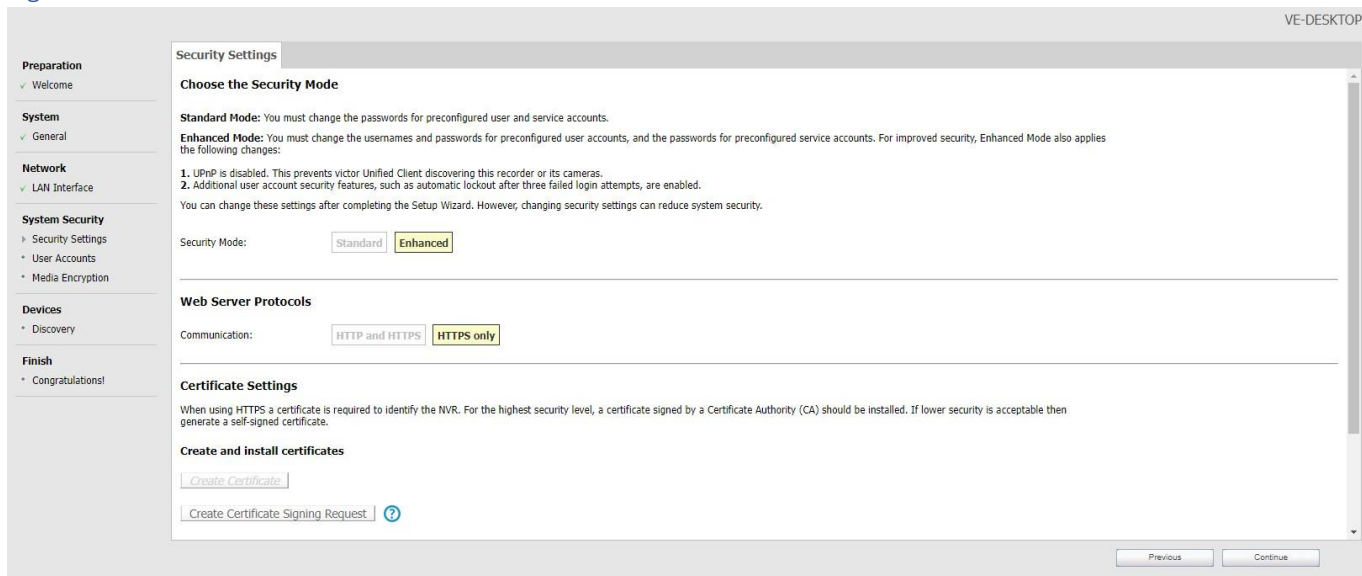 VE-DESKTOP
Preparation
Welcome
System
General
Network
LAN Interface
System Security
Security Settings
User Accounts
Media Encryption
Devices
Discovery
Finish
Congratulations!
Security Settings
Choose the Security Mode
Standard Mode: You must change the passwords for preconfigured user and service accounts.
Enhanced Mode: You must change the usernames and passwords for preconfigured user accounts, and the passwords for preconfigured service accounts. For improved security, Enhanced Mode also applies
the following changes:
1. UPnP is disabled. This prevents victor Unified Client discovering this recorder or its cameras.
2. Additional user account security features, such as automatic lockout after three failed login attempts, are enabled.
You can change these settings after completing the Setup Wizard. However, changing security settings can reduce system security.
Security Mode: Standard Enhanced
Web Server Protocols
Communication: HTTP and HTTPS HTTPS only
Certificate Settings
When using HTTPS a certificate is required to identify the NVR. For the highest security level, a certificate signed by a Certificate Authority (CA) should be installed. If lower security is acceptable then
generate a self-signed certificate.
Create and install certificates
Create Certificate
Create Certificate Signing Request ?
Previous Continue